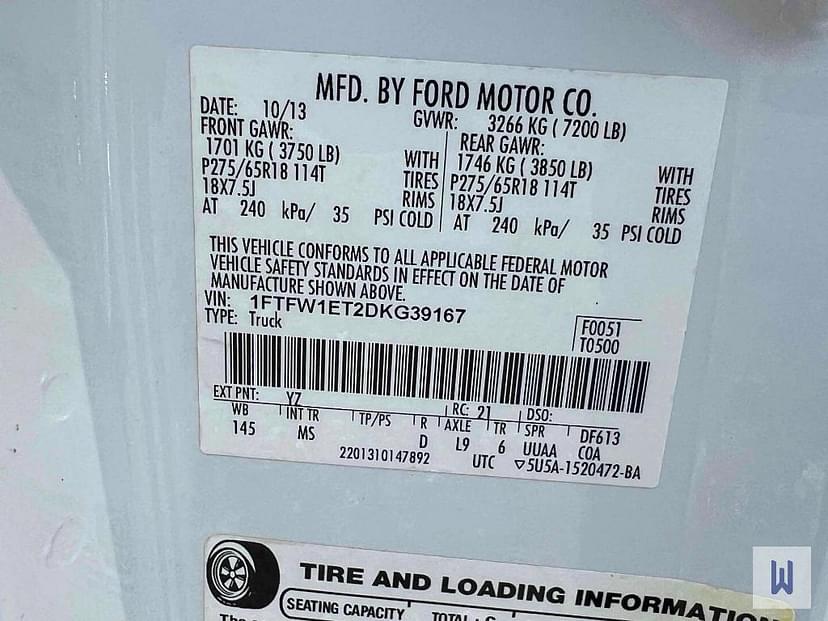 MFD. BY FORD MOTOR CO.
DATE: 10/13 GVWR: 3266 KG ( 7200 LB)
FRONT GAWR: REAR GAWR:
1701 KG ( 3750 LB) WITH 1746 KG ( 3850 LB) WITH
P275/65R18 114T TIRES P275/65R18 114T TIRES
18X7.5J RIMS 18X7.5J RIMS
AT 240 kPa/ 35 PSI COLD AT 240 kPa/ 35 PSI COLD
THIS VEHICLE CONFORMS TO ALL APPLICABLE FEDERAL MOTOR
VEHICLE SAFETY STANDARDS IN EFFECT ON THE DATE OF
MANUFACTURE SHOWN ABOVE.
VIN: 1FTFW1ET2DKG39167
TYPE: Truck
F0051
T0500
EXT PNT: YZ RC: 21 DSO:
WB INT TR TP/PS R AXLE TR SPR DF613
145 MS D L9 6 UUAA COA
2201310147892 UTC ▽5U5A-1520472-BA
TIRE AND LOADING INFORMATION
SEATING CAPACITY TOTAL:
W